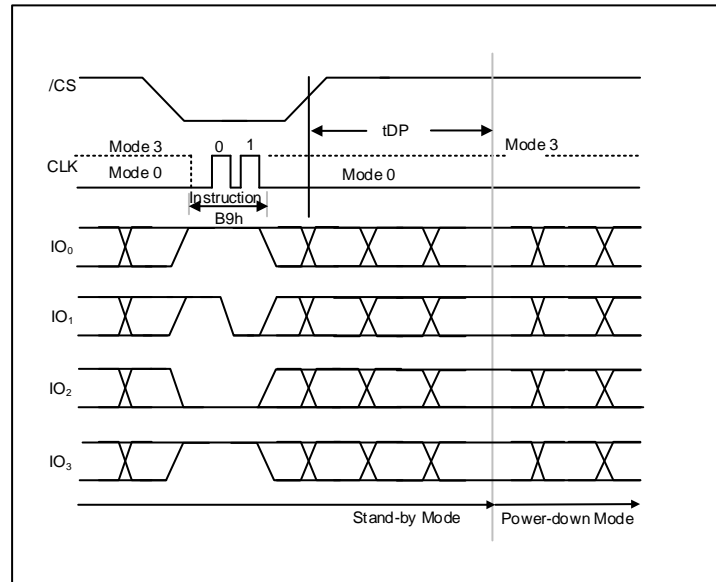 /CS
tDP
Mode 3 0 1 Mode 3
CLK
Mode 0 Mode 0
Instruction
B9h
IO₀
IO₁
IO₂
IO₃
Stand-by Mode Power-down Mode